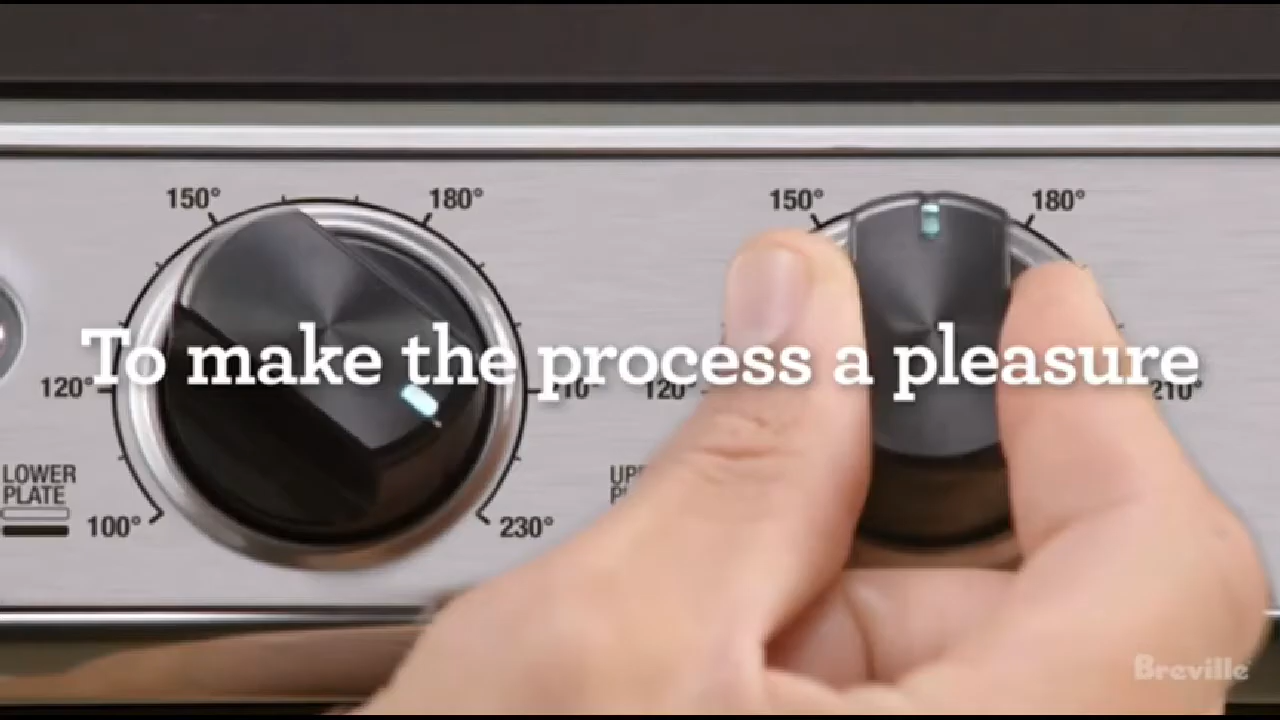 150° 180° 150° 180°
To make the process a pleasure
120° 120° 210°
LOWER
PLATE
100° 230°
Breville